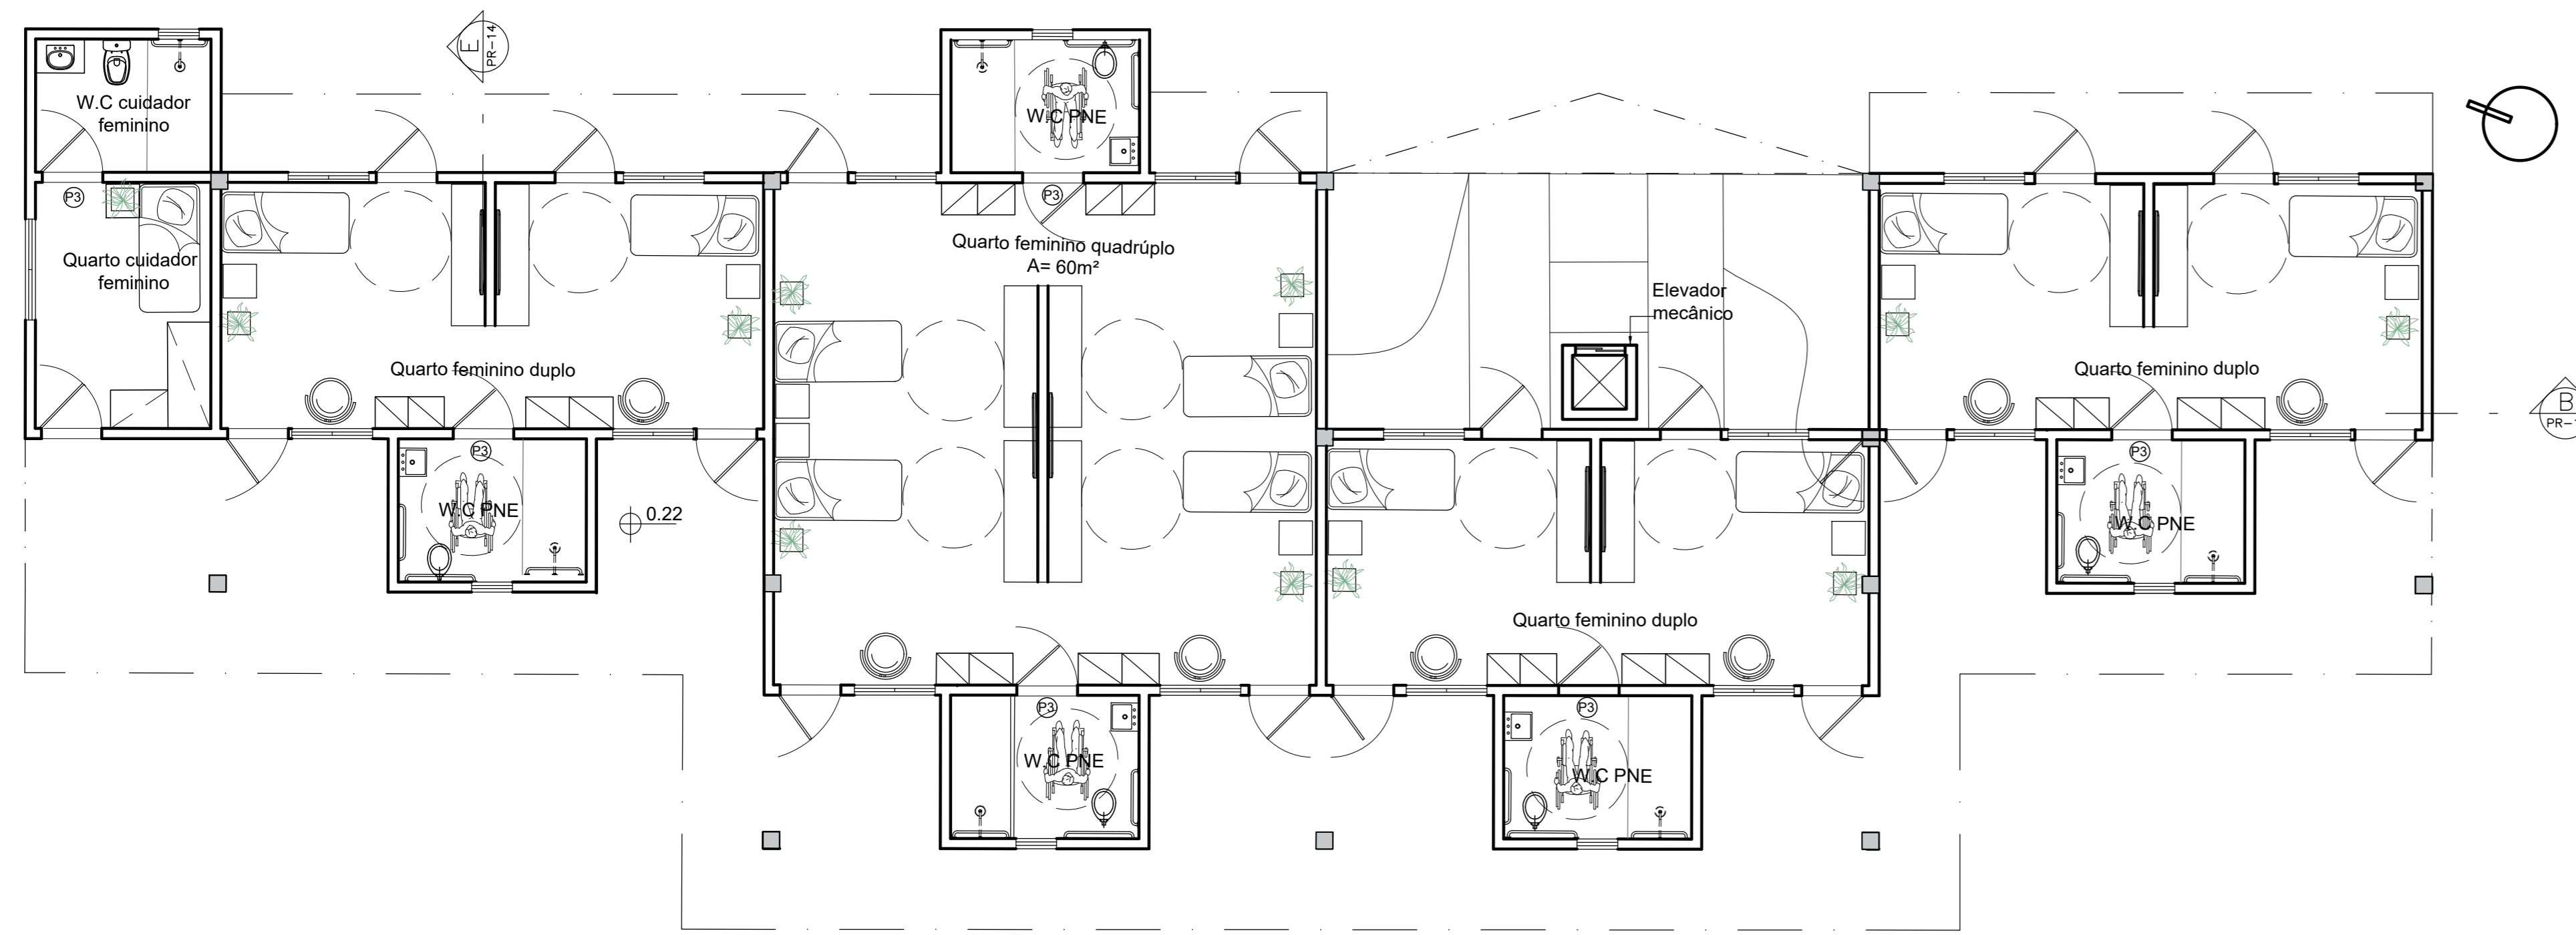 E
PR-14
W.C cuidador
feminino
W.C PNE
P3
P3
Quarto feminino quadrúplo
A= 60m²
Quarto cuidador
feminino
Elevador
mecânico
Quarto feminino duplo
Quarto feminino duplo
B
P3
P3
W.C PNE
0.22
W.C PNE
Quarto feminino duplo
P3
P3
W.C PNE
W.C PNE